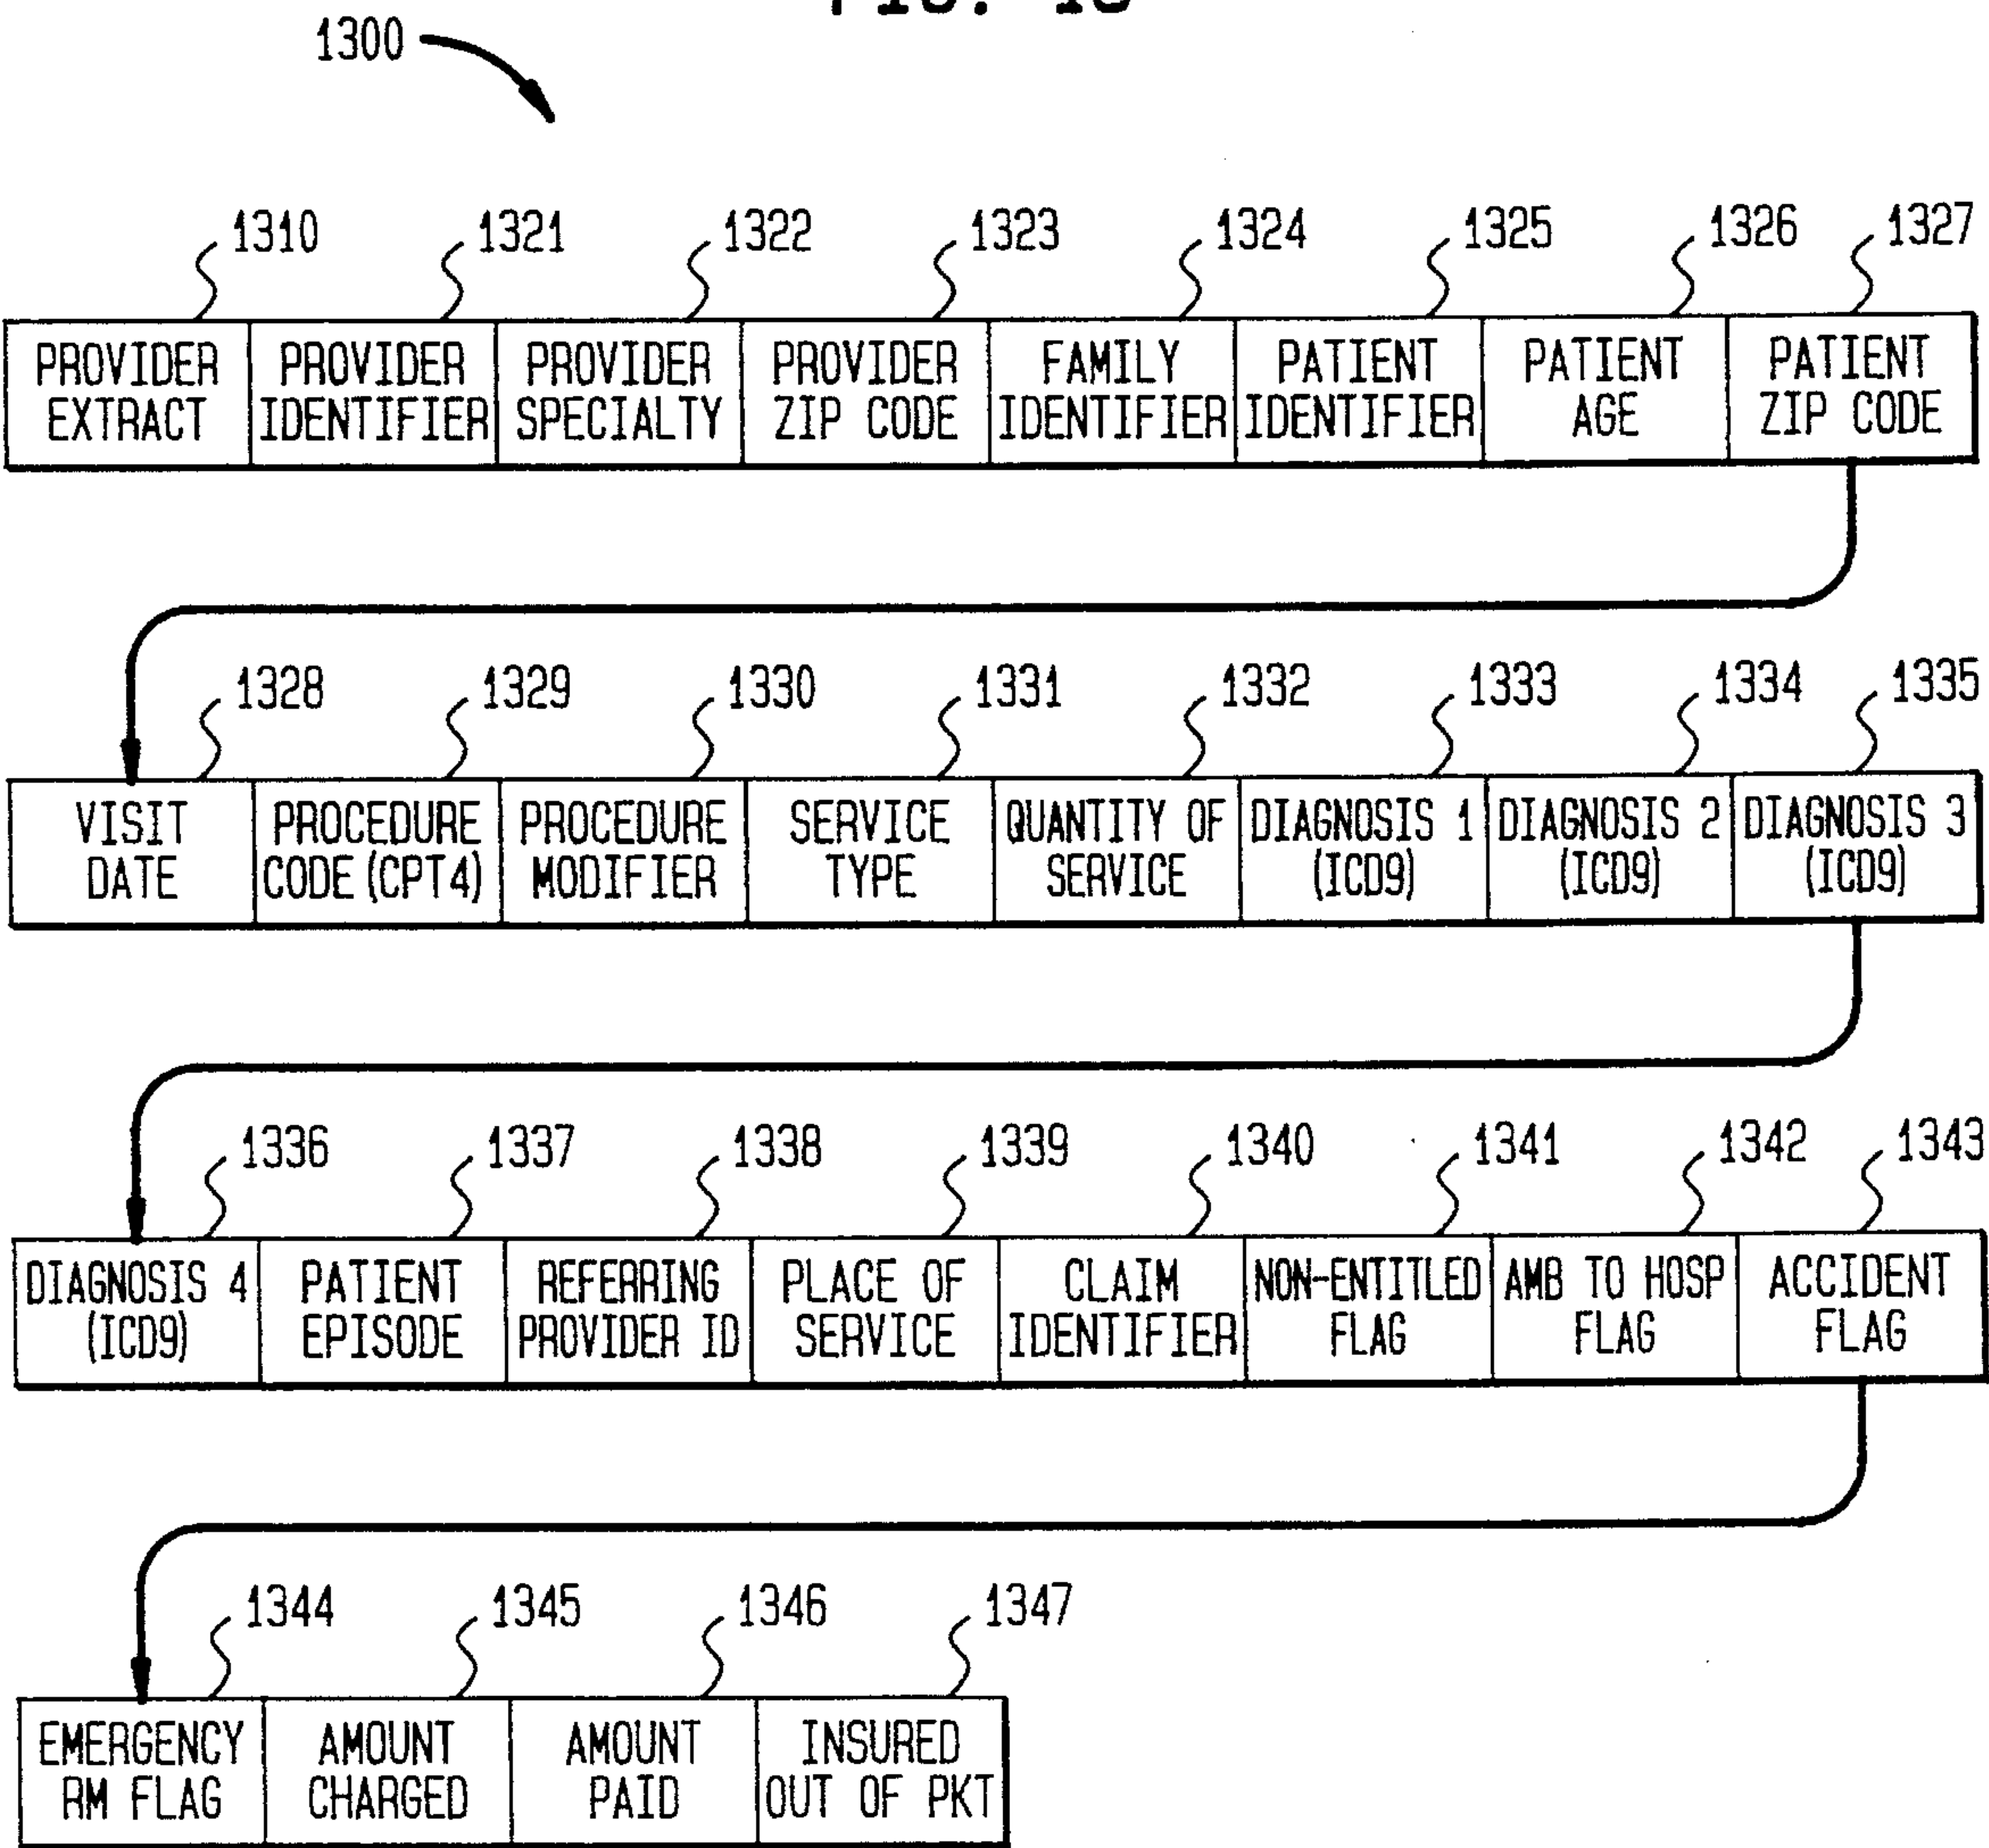 1300
1310 1321 1322 1323 1324 1325 1326 1327
PROVIDER EXTRACT
PROVIDER IDENTIFIER
PROVIDER SPECIALTY
PROVIDER ZIP CODE
FAMILY IDENTIFIER
PATIENT IDENTIFIER
PATIENT AGE
PATIENT ZIP CODE
1328 1329 1330 1331 1332 1333 1334 1335
VISIT DATE
PROCEDURE CODE (CPT4)
PROCEDURE MODIFIER
SERVICE TYPE
QUANTITY OF SERVICE
DIAGNOSIS 1 (ICD9)
DIAGNOSIS 2 (ICD9)
DIAGNOSIS 3 (ICD9)
1336 1337 1338 1339 1340 1341 1342 1343
DIAGNOSIS 4 (ICD9)
PATIENT EPISODE
REFERRING PROVIDER ID
PLACE OF SERVICE
CLAIM IDENTIFIER
NON-ENTITLED FLAG
AMB TO HOSP FLAG
ACCIDENT FLAG
1344 1345 1346 1347
EMERGENCY RM FLAG
AMOUNT CHARGED
AMOUNT PAID
INSURED OUT OF PKT